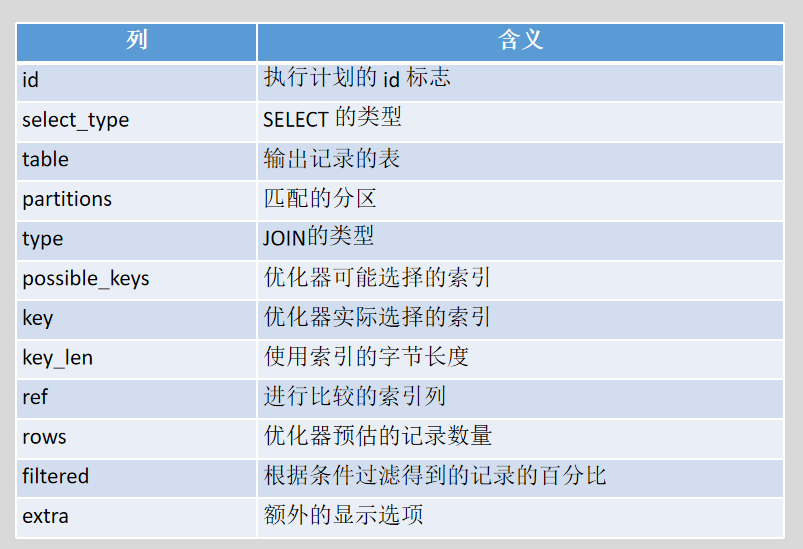 列 含义
id 执行计划的 id 标志
select_type SELECT 的类型
table 输出记录的表
partitions 匹配的分区
type JOIN的类型
possible_keys 优化器可能选择的索引
key 优化器实际选择的索引
key_len 使用索引的字节长度
ref 进行比较的索引列
rows 优化器预估的记录数量
filtered 根据条件过滤得到的记录的百分比
extra 额外的显示选项